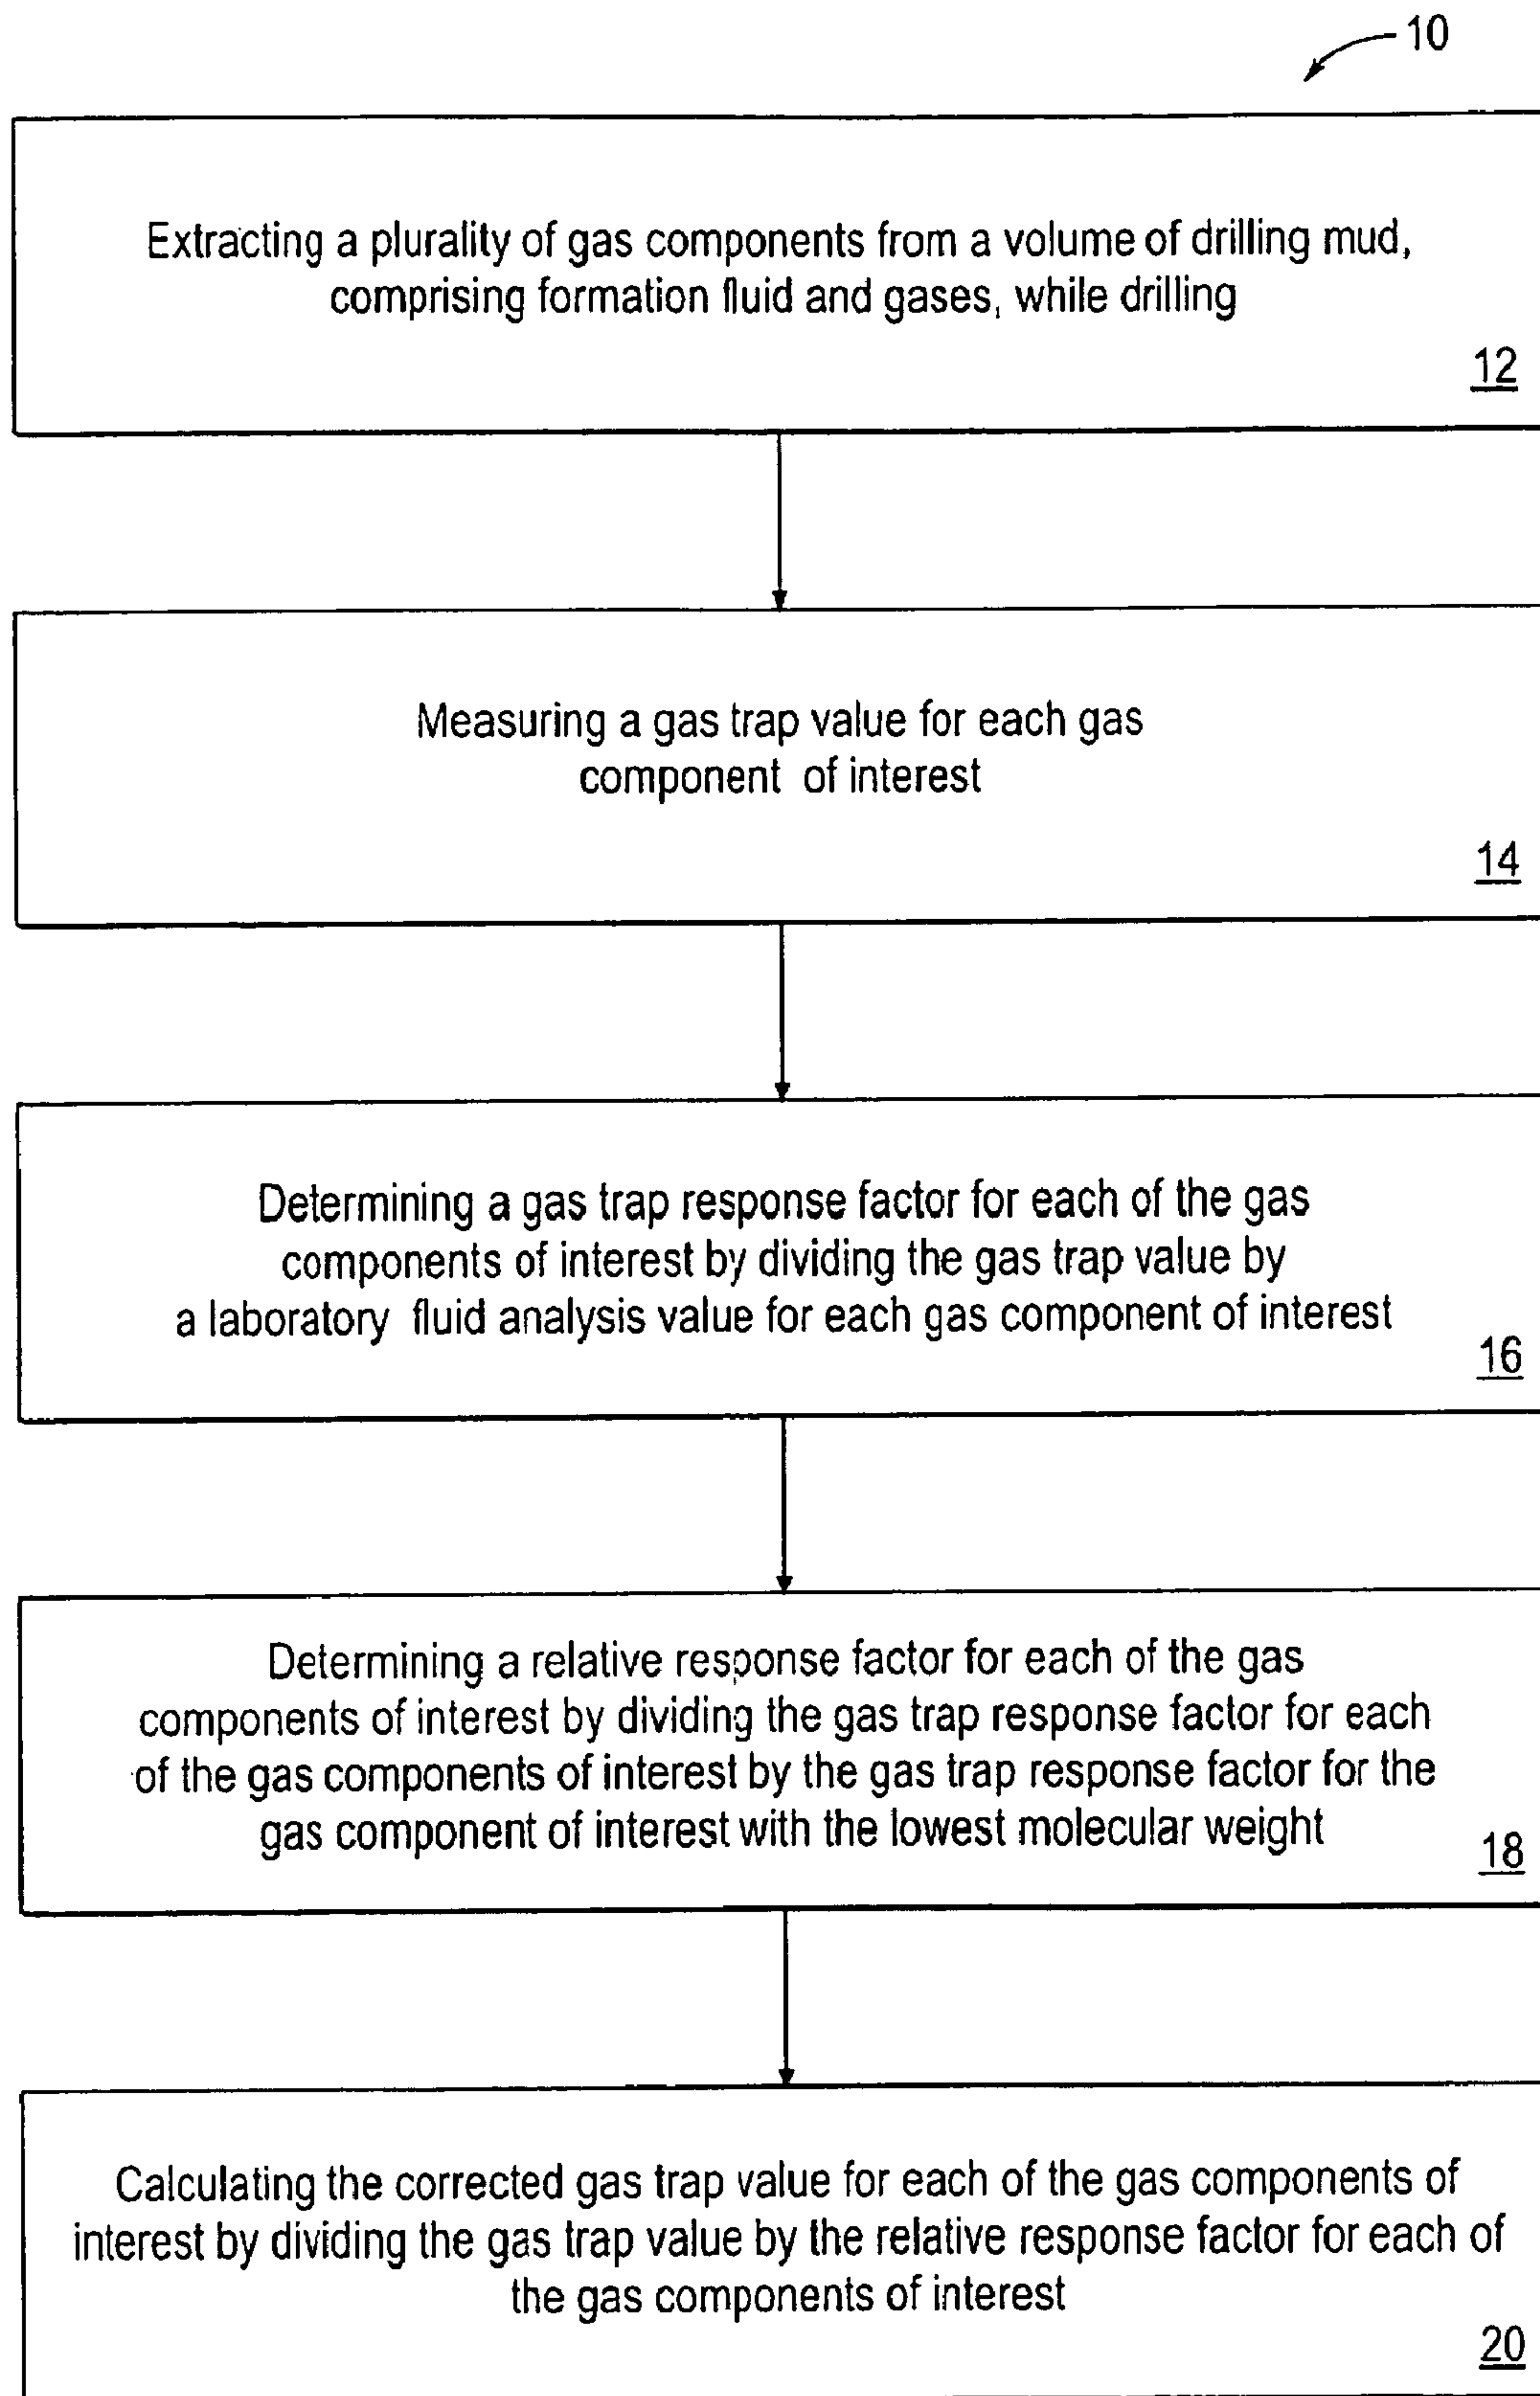 10
Extracting a plurality of gas components from a volume of drilling mud,
comprising formation fluid and gases, while drilling
12
Measuring a gas trap value for each gas
component of interest
14
Determining a gas trap response factor for each of the gas
components of interest by dividing the gas trap value by
a laboratory fluid analysis value for each gas component of interest
16
Determining a relative response factor for each of the gas
components of interest by dividing the gas trap response factor for each
of the gas components of interest by the gas trap response factor for the
gas component of interest with the lowest molecular weight
18
Calculating the corrected gas trap value for each of the gas components of
interest by dividing the gas trap value by the relative response factor for each of
the gas components of interest
20